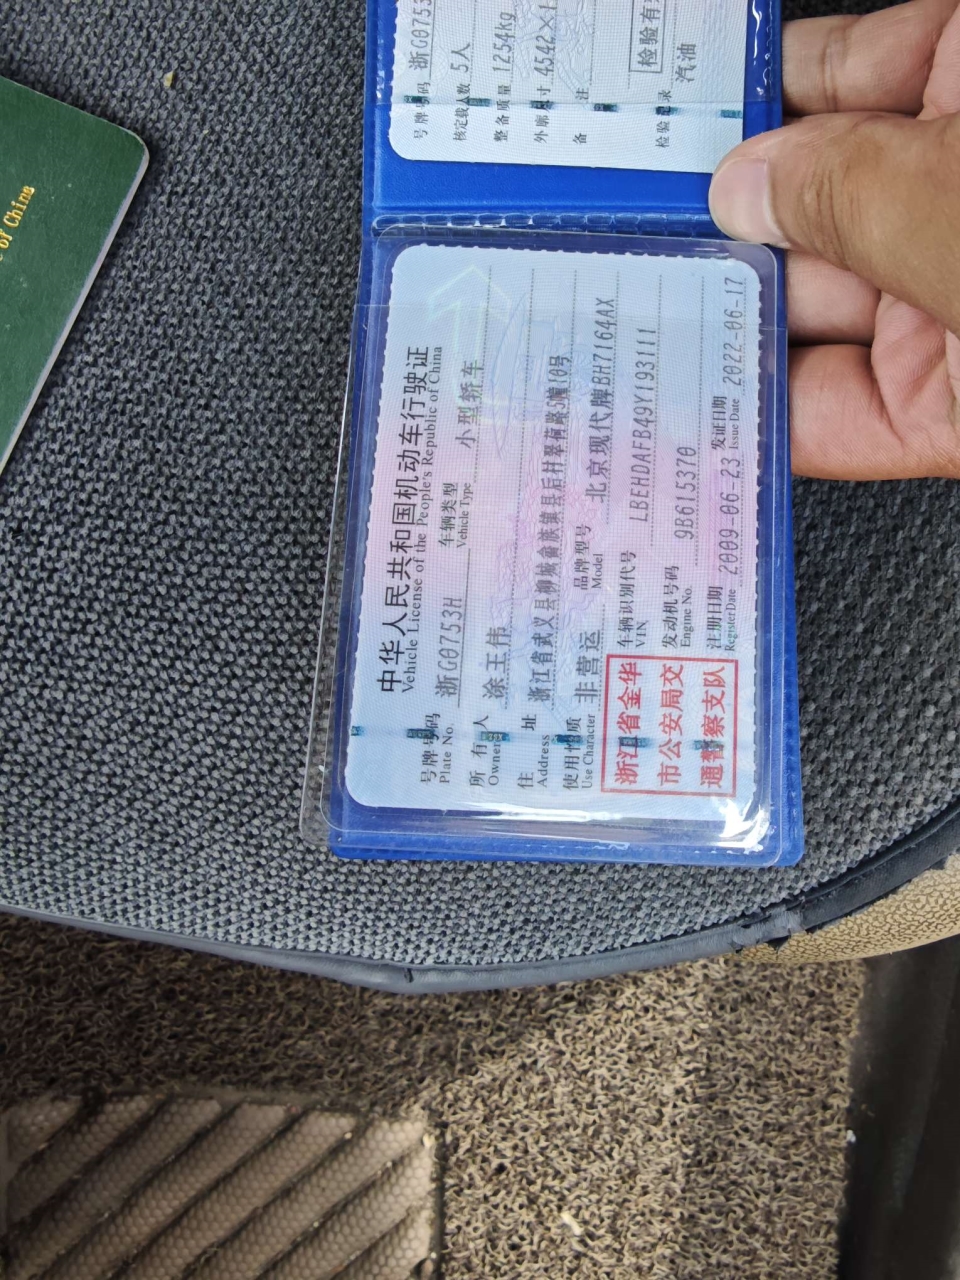 中华人民共和国机动车行驶证
Vehicle License of the People's Republic of China
号牌号码 浙G0753H 车辆类型 小型轿车
Plate No. Vehicle Type
所有人 涂王伟
Owner
住址 浙江省武义县柳城畲族镇县后村翠荷路5幢10号
Address
使用性质 非营运 品牌型号 北京现代牌BH7164AX
Use Character Model
浙江省金华
市公安局交
通警察支队
车辆识别代号 LBEHDAFB49Y193111
VIN
发动机号码 9B615370
Engine No.
注册日期 2009-06-23 发证日期 2022-06-17
Register Date Issue Date
号牌号码 浙G0753
核定载人数 5人
整备质量 1254kg
外廓尺寸 4542×1
备注
检验有
检验记录 汽油
of China